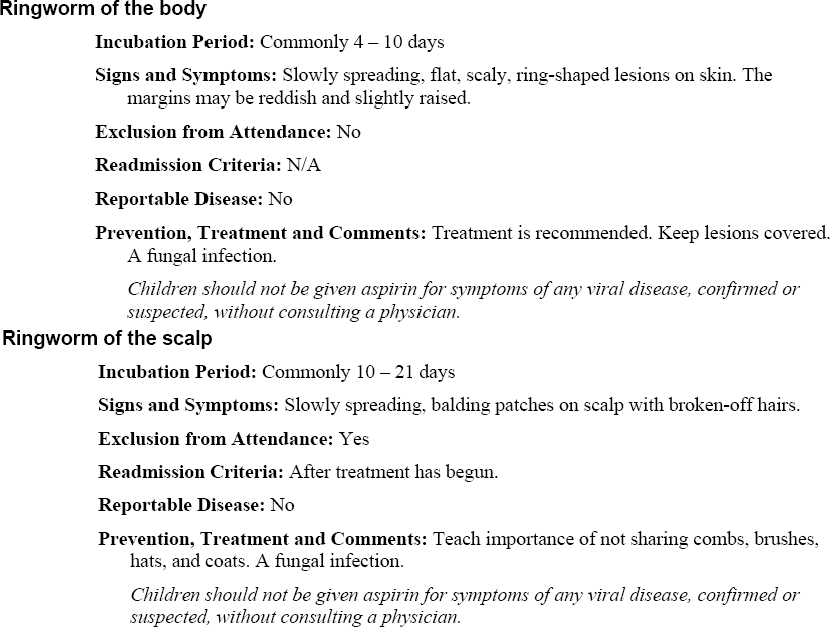 Ringworm of the body
Incubation Period: Commonly 4 – 10 days
Signs and Symptoms: Slowly spreading, flat, scaly, ring-shaped lesions on skin. The
margins may be reddish and slightly raised.
Exclusion from Attendance: No
Readmission Criteria: N/A
Reportable Disease: No
Prevention, Treatment and Comments: Treatment is recommended. Keep lesions covered.
A fungal infection.
Children should not be given aspirin for symptoms of any viral disease, confirmed or
suspected, without consulting a physician.
Ringworm of the scalp
Incubation Period: Commonly 10 – 21 days
Signs and Symptoms: Slowly spreading, balding patches on scalp with broken-off hairs.
Exclusion from Attendance: Yes
Readmission Criteria: After treatment has begun.
Reportable Disease: No
Prevention, Treatment and Comments: Teach importance of not sharing combs, brushes,
hats, and coats. A fungal infection.
Children should not be given aspirin for symptoms of any viral disease, confirmed or
suspected, without consulting a physician.